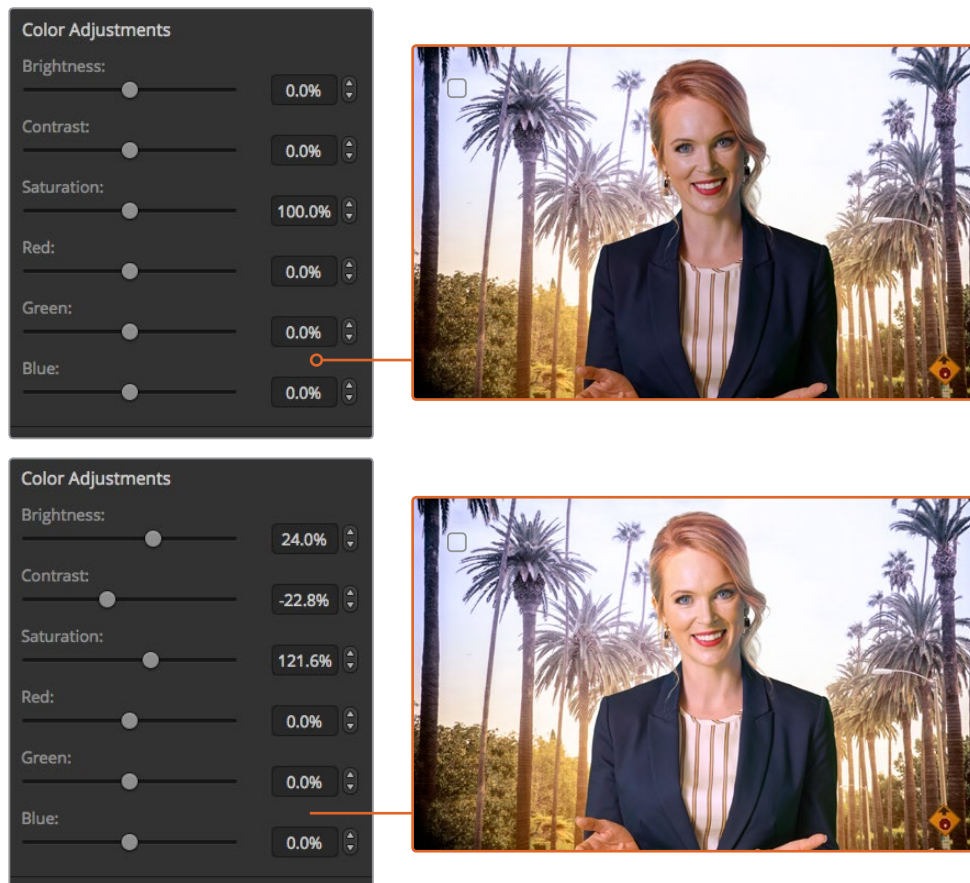 Color Adjustments
Brightness:
0.0%
Contrast:
0.0%
Saturation:
100.0%
Red:
0.0%
Green:
0.0%
Blue:
0.0%
Color Adjustments
Brightness:
24.0%
Contrast:
-22.8%
Saturation:
121.6%
Red:
0.0%
Green:
0.0%
Blue:
0.0%